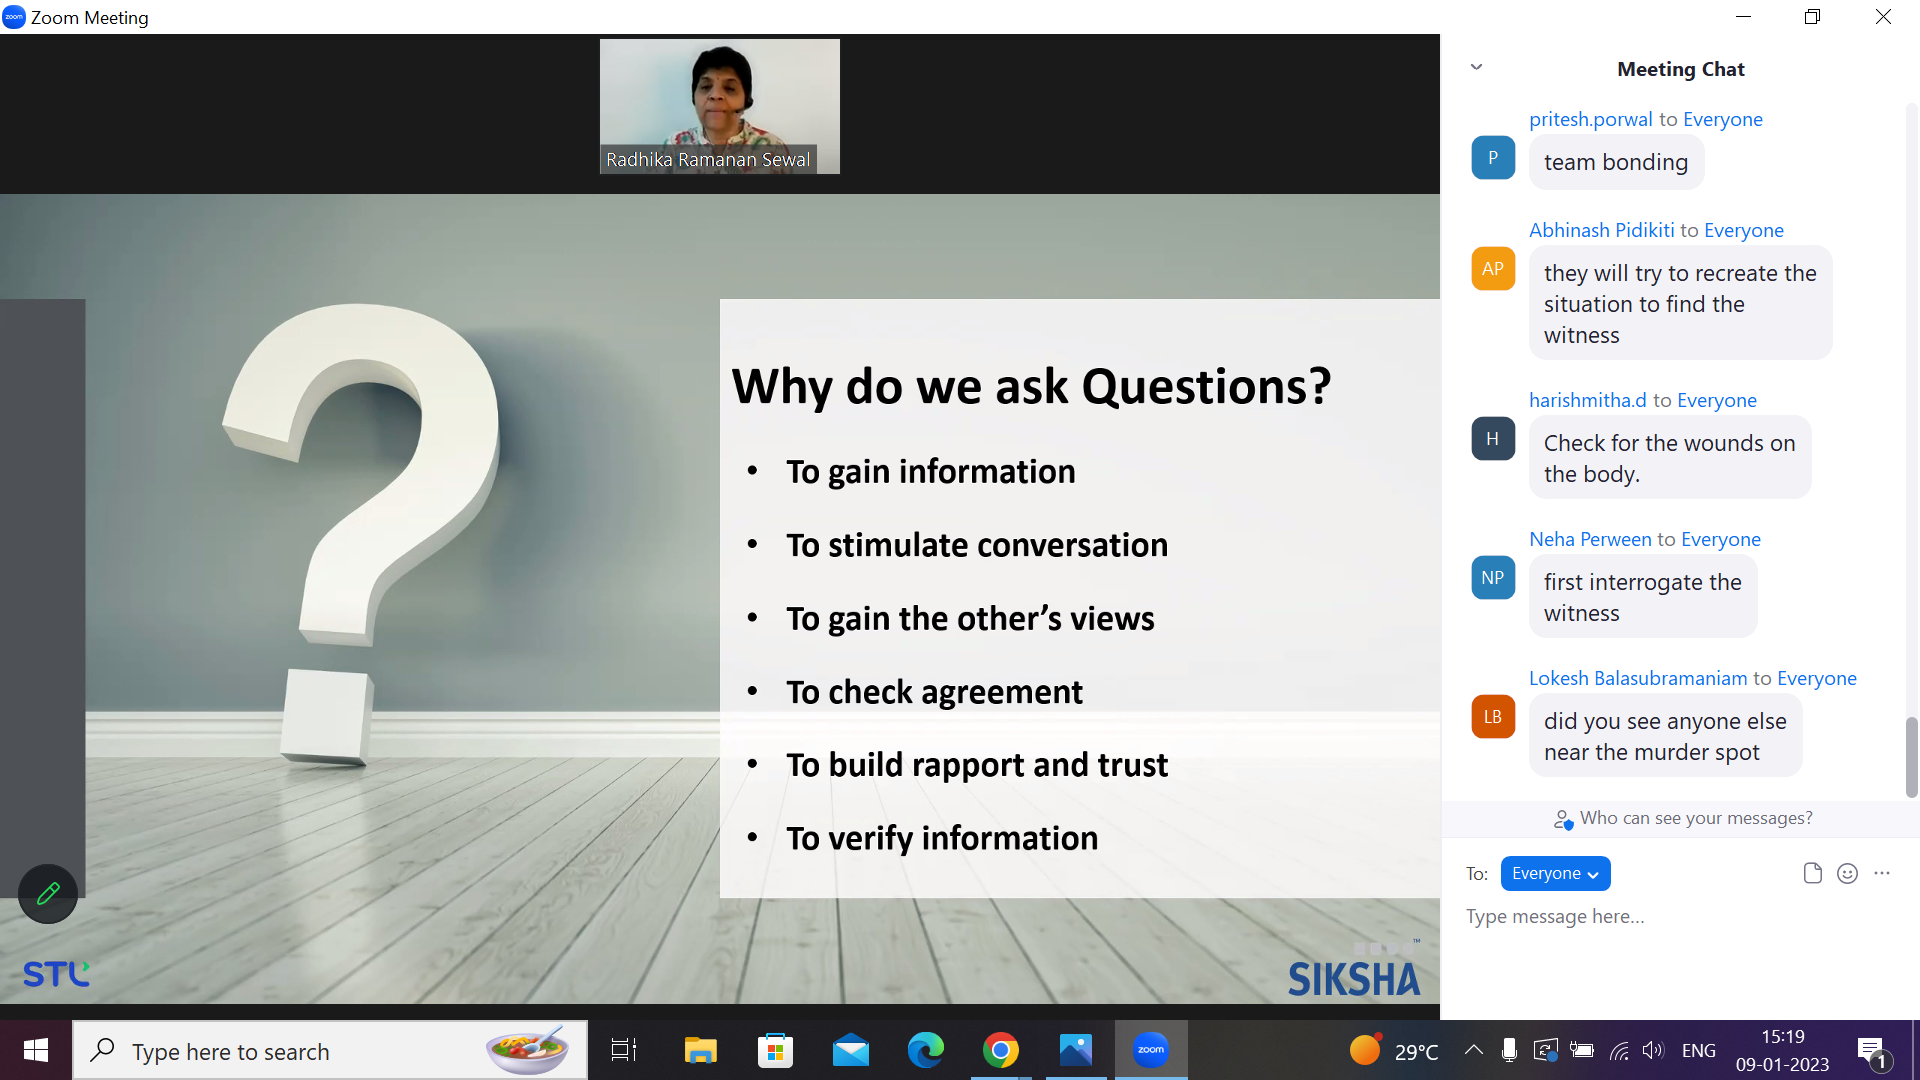 zoom
Zoom Meeting
Radhika Ramanan Sewal
Why do we ask Questions?
• To gain information
• To stimulate conversation
• To gain the other’s views
• To check agreement
• To build rapport and trust
• To verify information
STL
SIKSHA
TM
Meeting Chat
pritesh.porwal to Everyone
P
team bonding
Abhinash Pidikiti to Everyone
AP
they will try to recreate the
situation to find the
witness
harishmitha.d to Everyone
H
Check for the wounds on
the body.
Neha Perween to Everyone
NP
first interrogate the
witness
Lokesh Balasubramaniam to Everyone
LB
did you see anyone else
near the murder spot
Who can see your messages?
To: Everyone
Type message here...
Type here to search
zoom
29°C
ENG
15:19
09-01-2023
1